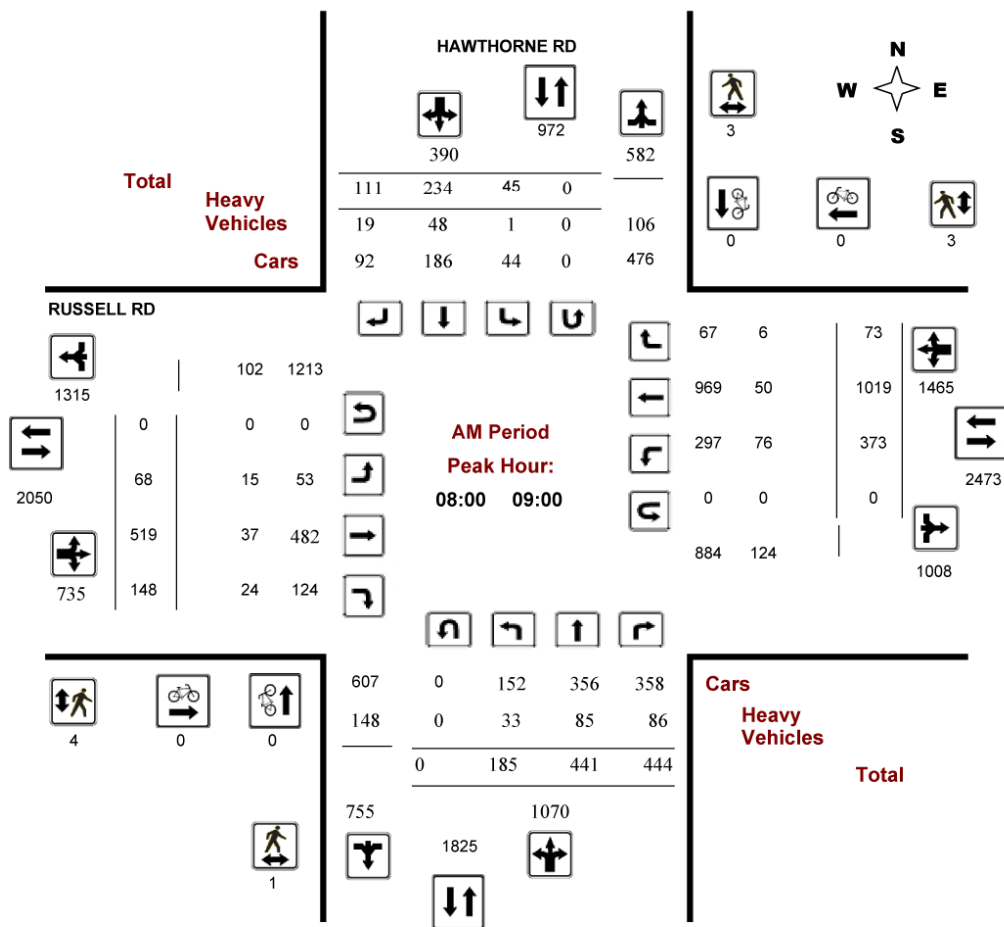 HAWTHORNE RD
N
W E
S
972
3
390 582
Total 111 234 45 0
Heavy
Vehicles 19 48 1 0 106
Cars 92 186 44 0 476
0 0 3
RUSSELL RD
67 6 73
1315 102 1213
969 50 1019 1465
0 0 0
AM Period
297 76 373
Peak Hour:
2050 68 15 53
08:00 09:00
0 0 0 2473
519 37 482
884 124 1008
735 148 24 124
607 0 152 356 358 Cars
148 0 33 85 86 Heavy
Vehicles
4 0 0
0 185 441 444 Total
755 1070
1825
1